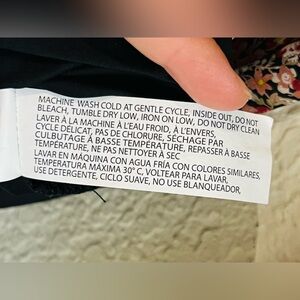 MACHINE WASH COLD AT GENTLE CYCLE, INSIDE OUT, DO NOT
BLEACH, TUMBLE DRY LOW, IRON ON LOW, DO NOT DRY CLEAN
LAVER À LA MACHINE À L'EAU FROID, À L'ENVERS,
CYCLE DELICAT, PAS DE CHLORURE, SÉCHAGE PAR
CULBUTAGE À BASSE TEMPÉRATURE, REPASSER À BASSE
TEMPÉRATURE, NE PAS NETTOYER À SEC
LAVAR EN MÁQUINA CON AGUA FRÍA CON COLORES SIMILARES,
TEMPERATURA MÁXIMA 30° C, VOLTEAR PARA LAVAR,
USE DETERGENTE, CICLO SUAVE, NO USE BLANQUEADOR,